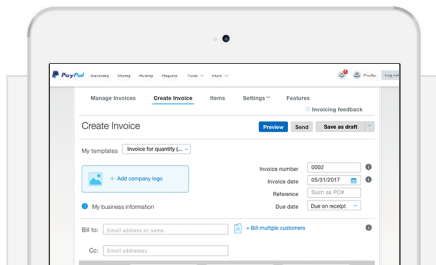 PayPal Summary Money Reports Tools More Profile Log out
Manage Invoices Create Invoice Items Settings Features
Invoicing feedback
Create Invoice Preview Send Save as draft
My templates Invoice for quantity (...
+ Add company logo
Invoice number 0002
Invoice date 05/31/2017
Reference Such as PO#
My business information
Due date Due on receipt
Bill to: Email address or name + Bill multiple customers
Cc: Email addresses